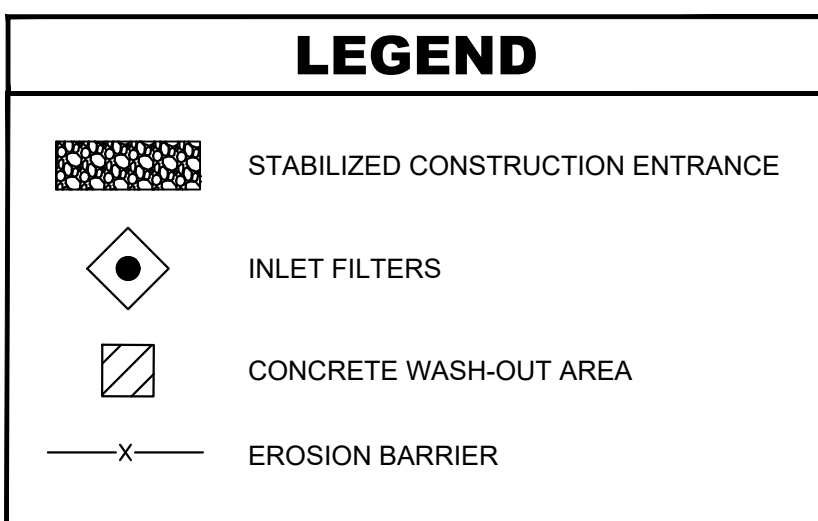 LEGEND
STABILIZED CONSTRUCTION ENTRANCE
INLET FILTERS
CONCRETE WASH-OUT AREA
X
EROSION BARRIER